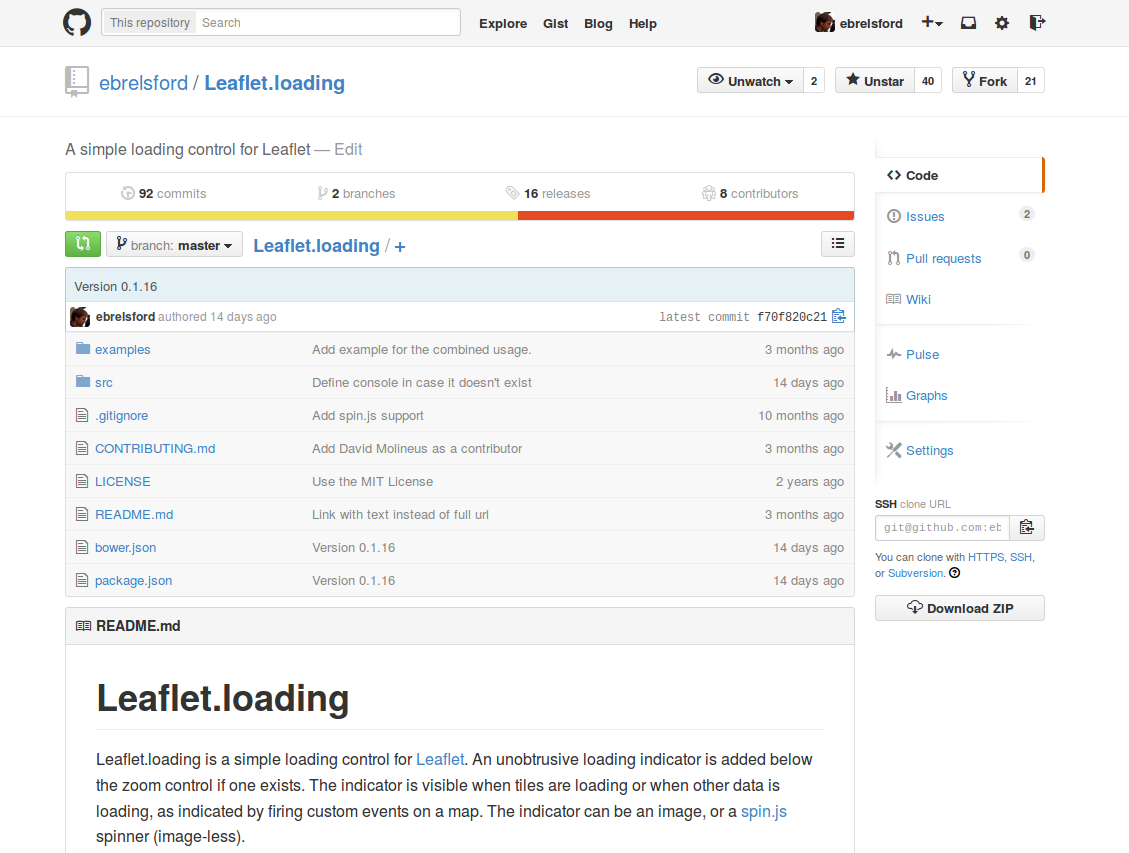 This repository Search Explore Gist Blog Help ebrelsford
ebrelsford / Leaflet.loading Unwatch 2 Unstar 40 Fork 21
A simple loading control for Leaflet — Edit
92 commits 2 branches 16 releases 8 contributors
branch: master Leaflet.loading / +
Version 0.1.16
ebrelsford authored 14 days ago latest commit f70f820c21
examples Add example for the combined usage. 3 months ago
src Define console in case it doesn't exist 14 days ago
.gitignore Add spin.js support 10 months ago
CONTRIBUTING.md Add David Molineus as a contributor 3 months ago
LICENSE Use the MIT License 2 years ago
README.md Link with text instead of full url 3 months ago
bower.json Version 0.1.16 14 days ago
package.json Version 0.1.16 14 days ago
README.md
Leaflet.loading
Leaflet.loading is a simple loading control for Leaflet. An unobtrusive loading indicator is added below
the zoom control if one exists. The indicator is visible when tiles are loading or when other data is
loading, as indicated by firing custom events on a map. The indicator can be an image, or a spin.js
spinner (image-less).
Code
Issues 2
Pull requests 0
Wiki
Pulse
Graphs
Settings
SSH clone URL
git@github.com:eb
You can clone with HTTPS, SSH,
or Subversion.
Download ZIP